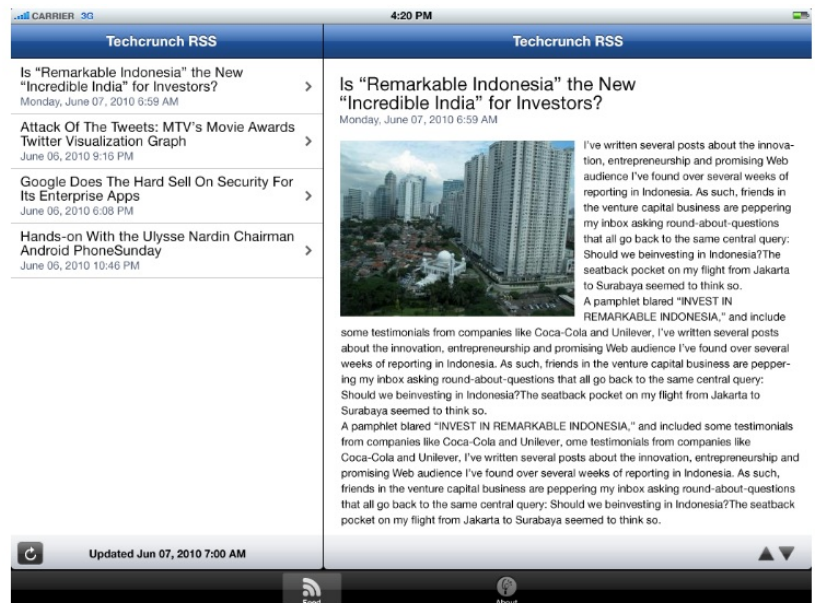 CARRIER 3G
4:20 PM
Techcrunch RSS
Is “Remarkable Indonesia” the New
“Incredible India” for Investors?
Monday, June 07, 2010 6:59 AM
Attack Of The Tweets: MTV's Movie Awards
Twitter Visualization Graph
June 06, 2010 9:16 PM
Google Does The Hard Sell On Security For
Its Enterprise Apps
June 06, 2010 6:08 PM
Hands-on With the Ulysse Nardin Chairman
Android PhoneSunday
June 06, 2010 10:46 PM
Updated Jun 07, 2010 7:00 AM
Techcrunch RSS
Is “Remarkable Indonesia” the New
“Incredible India” for Investors?
Monday, June 07, 2010 6:59 AM
I've written several posts about the innova-
tion, entrepreneurship and promising Web
audience I've found over several weeks of
reporting in Indonesia. As such, friends in
the venture capital business are peppering
my inbox asking round-about-questions
that all go back to the same central query:
Should we beinvesting in Indonesia?The
seatback pocket on my flight from Jakarta
to Surabaya seemed to think so.
A pamphlet blared “INVEST IN
REMARKABLE INDONESIA,” and include
some testimonials from companies like Coca-Cola and Unilever, I've written several posts
about the innovation, entrepreneurship and promising Web audience I've found over several
weeks of reporting in Indonesia. As such, friends in the venture capital business are pepper-
ing my inbox asking round-about-questions that all go back to the same central query:
Should we beinvesting in Indonesia?The seatback pocket on my flight from Jakarta to
Surabaya seemed to think so.
A pamphlet blared “INVEST IN REMARKABLE INDONESIA,” and included some testimonials
from companies like Coca-Cola and Unilever, ome testimonials from companies like
Coca-Cola and Unilever, I've written several posts about the innovation, entrepreneurship and
promising Web audience I've found over several weeks of reporting in Indonesia. As such,
friends in the venture capital business are peppering my inbox asking round-about-questions
that all go back to the same central query: Should we beinvesting in Indonesia?The seatback
pocket on my flight from Jakarta to Surabaya seemed to think so.
Feed
About